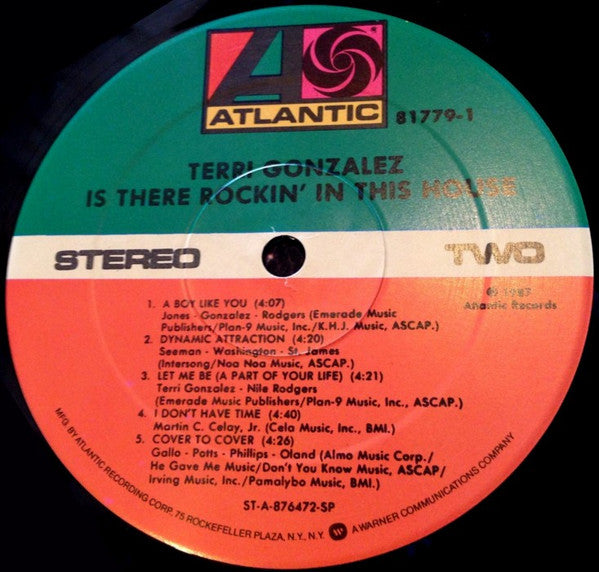 ATLANTIC
81779-1
TERRI GONZALEZ
IS THERE ROCKIN' IN THIS HOUSE
STEREO
TWO
℗ 1987
Atlantic Records
1. A BOY LIKE YOU (4:07)
Jones - Gonzalez - Rodgers (Emerade Music
Publishers/Plan-9 Music, Inc./K.H.J. Music, ASCAP.)
2. DYNAMIC ATTRACTION (4:20)
Seeman - Washington - St. James
(Intersong/Noa Noa Music, ASCAP.)
3. LET ME BE (A PART OF YOUR LIFE) (4:21)
Terri Gonzalez - Nile Rodgers
(Emerade Music Publishers/Plan-9 Music, Inc., ASCAP.)
4. I DON'T HAVE TIME (4:40)
Martin C. Celay, Jr. (Cela Music, Inc., BMI.)
5. COVER TO COVER (4:26)
Gallo - Potts - Phillips - Oland (Almo Music Corp./
He Gave Me Music/Don't You Know Music, ASCAP/
Irving Music, Inc./Pamalybo Music, BMI.)
ST-A-876472-SP
MFG. BY ATLANTIC RECORDING CORP., 75 ROCKEFELLER PLAZA, N.Y., N.Y. A WARNER COMMUNICATIONS COMPANY